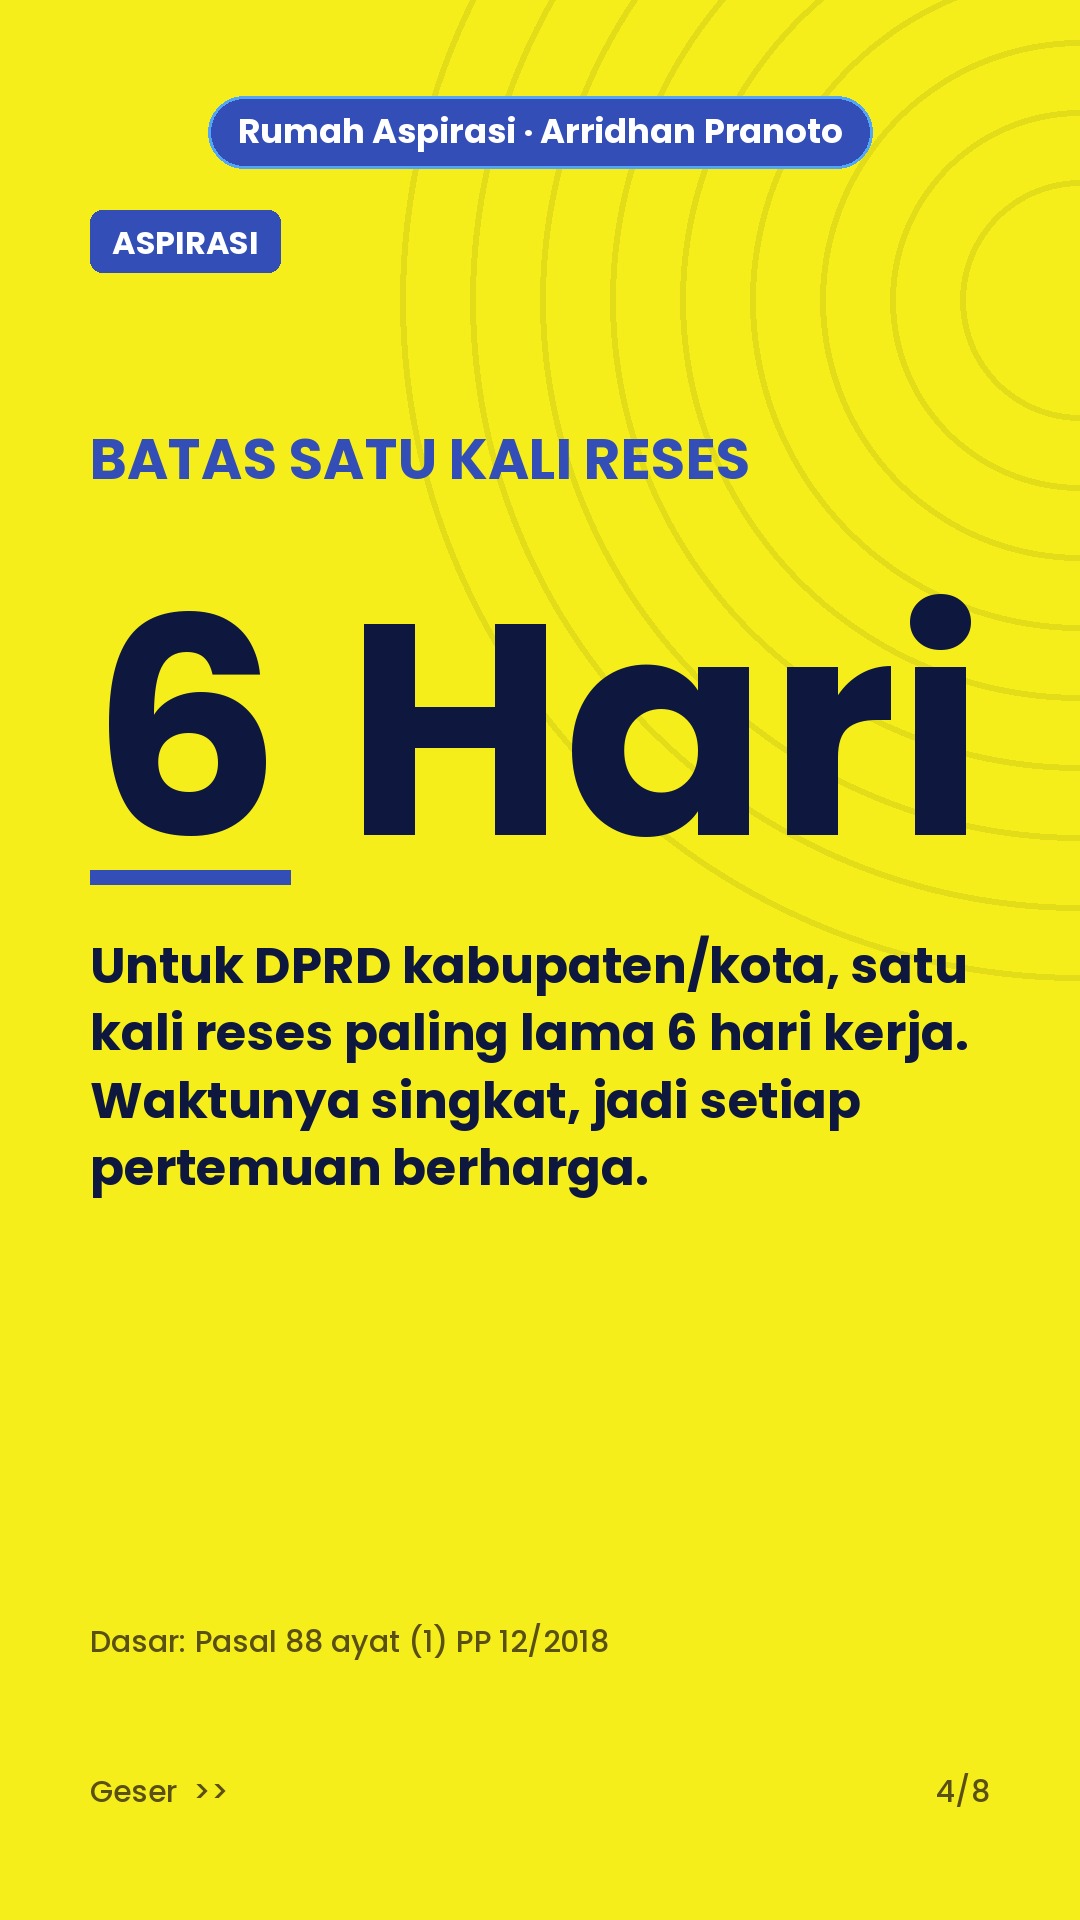 Rumah Aspirasi · Arridhan Pranoto
ASPIRASI
BATAS SATU KALI RESES
6 Hari
Untuk DPRD kabupaten/kota, satu
kali reses paling lama 6 hari kerja.
Waktunya singkat, jadi setiap
pertemuan berharga.
Dasar: Pasal 88 ayat (1) PP 12/2018
Geser >>
4/8